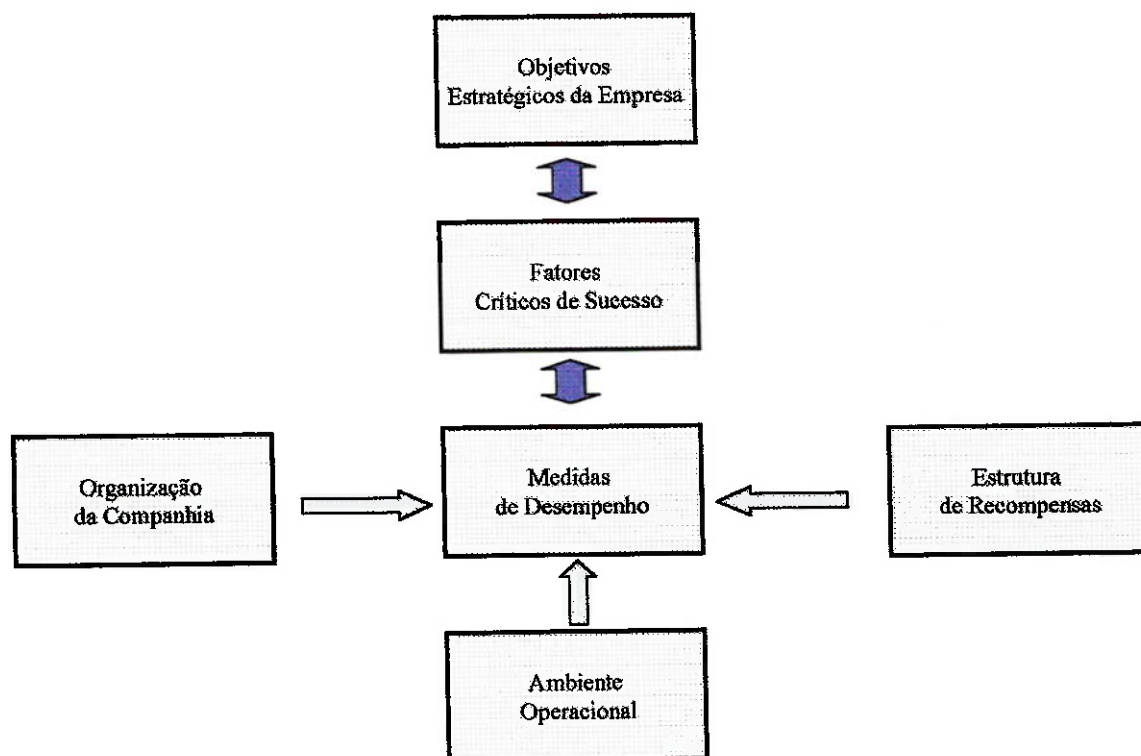 Objetivos
Estratégicos da Empresa
Fatores
Críticos de Sucesso
Organização
da Companhia
Medidas
de Desempenho
Estrutura
de Recompensas
Ambiente
Operacional